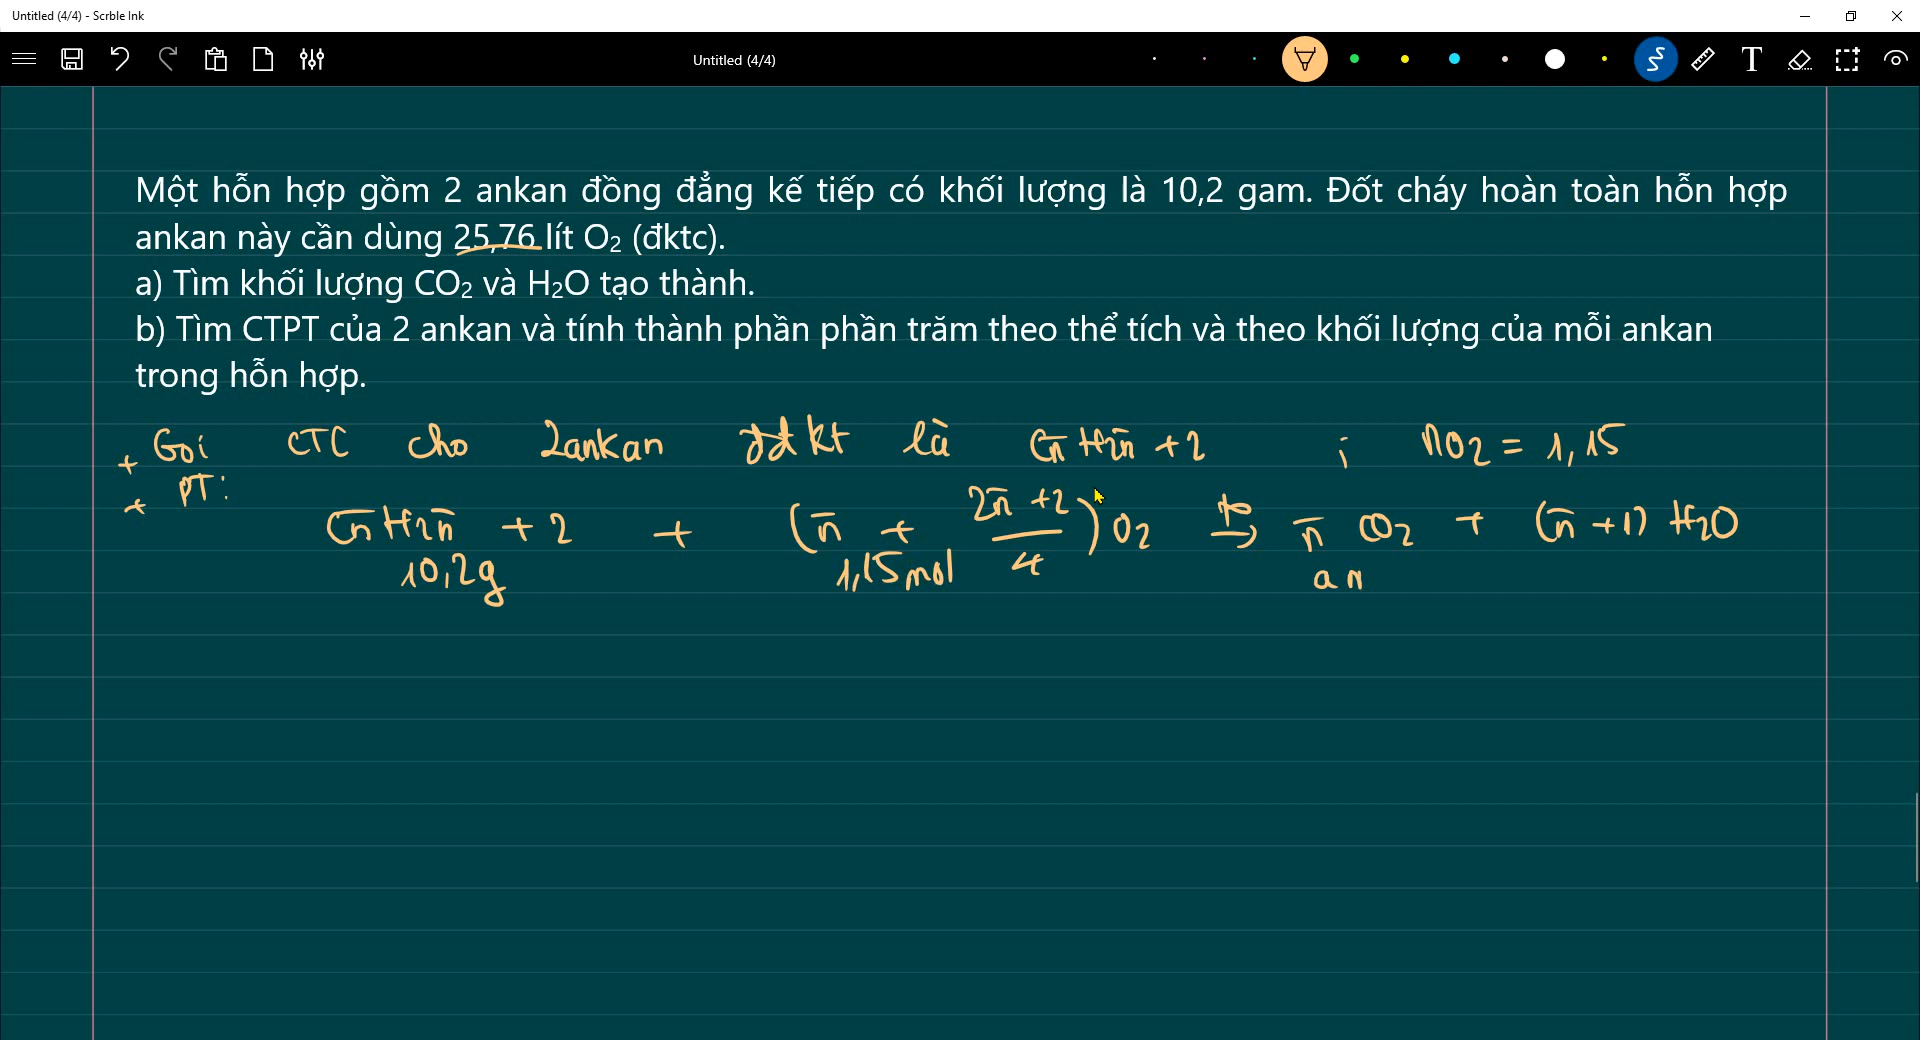 Untitled (4/4) - Scrble Ink
Untitled (4/4)
T
Một hỗn hợp gồm 2 ankan đồng đẳng kế tiếp có khối lượng là 10,2 gam. Đốt cháy hoàn toàn hỗn hợp
ankan này cần dùng 25,76 lít O₂ (đktc).
a) Tìm khối lượng CO₂ và H₂O tạo thành.
b) Tìm CTPT của 2 ankan và tính thành phần phần trăm theo thể tích và theo khối lượng của mỗi ankan
trong hỗn hợp.
+ Gọi CTC cho 2ankan đđkt là Cn̄H2n̄+2 ; nO2 = 1,15
+ PT:
Cn̄H2n̄+2 + (n̄ + (2n̄+2)/4) O2 →(t°) n̄ CO2 + (n̄+1) H2O
10,2g 1,15mol an